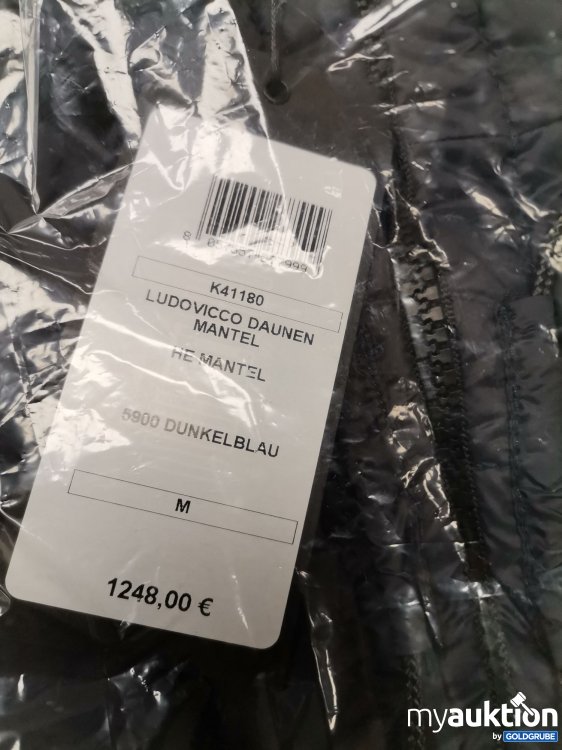 K41180
LUDOVICCO DAUNEN
MANTEL
HE MANTEL
5900 DUNKELBLAU
M
1248,00 €
myauktion
by GOLDGRUBE